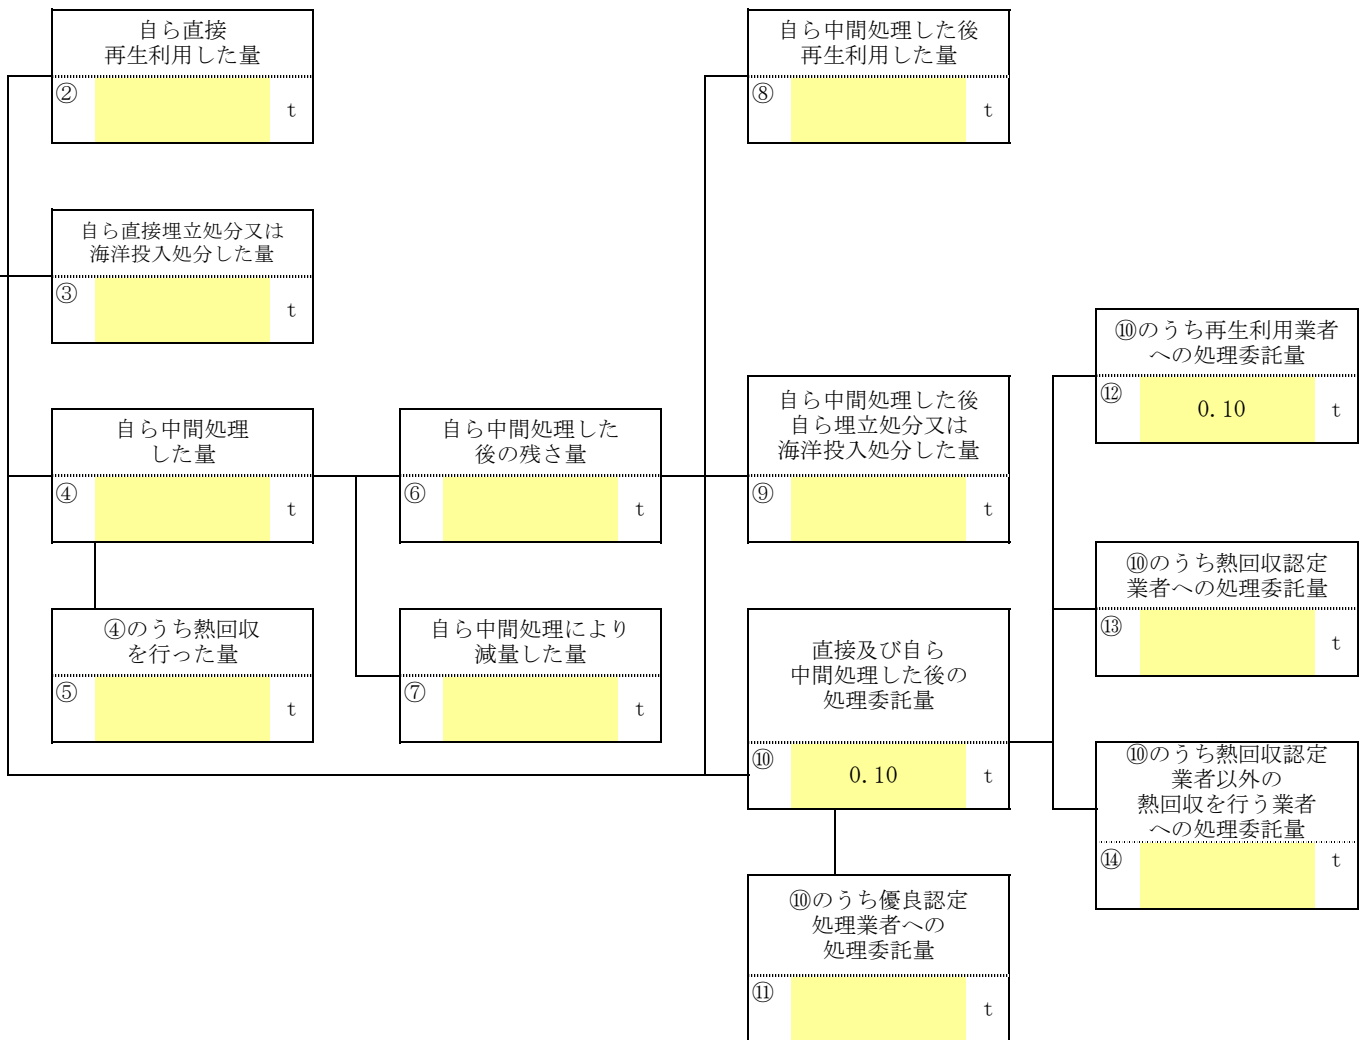 自ら直接
再生利用した量
②
t
自ら中間処理した後
再生利用した量
⑧
t
自ら直接埋立処分又は
海洋投入処分した量
③
t
⑩のうち再生利用業者
への処理委託量
⑫
0.10
t
自ら中間処理
した量
④
t
自ら中間処理した
後の残さ量
⑥
t
自ら中間処理した後
自ら埋立処分又は
海洋投入処分した量
⑨
t
⑩のうち熱回収認定
業者への処理委託量
⑬
t
④のうち熱回収
を行った量
⑤
t
自ら中間処理により
減量した量
⑦
t
直接及び自ら
中間処理した後の
処理委託量
⑩
0.10
t
⑩のうち熱回収認定
業者以外の
熱回収を行う業者
への処理委託量
⑭
t
⑩のうち優良認定
処理業者への
処理委託量
⑪
t